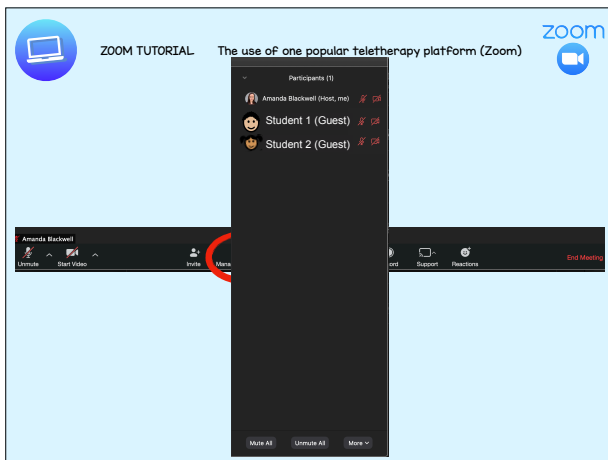 zoom
ZOOM TUTORIAL The use of one popular teletherapy platform (Zoom)
Participants (1)
Amanda Blackwell (Host, me)
Student 1 (Guest)
Student 2 (Guest)
Amanda Blackwell
Unmute Start Video Invite Mana ord Support Reactions End Meeting
Mute All Unmute All More